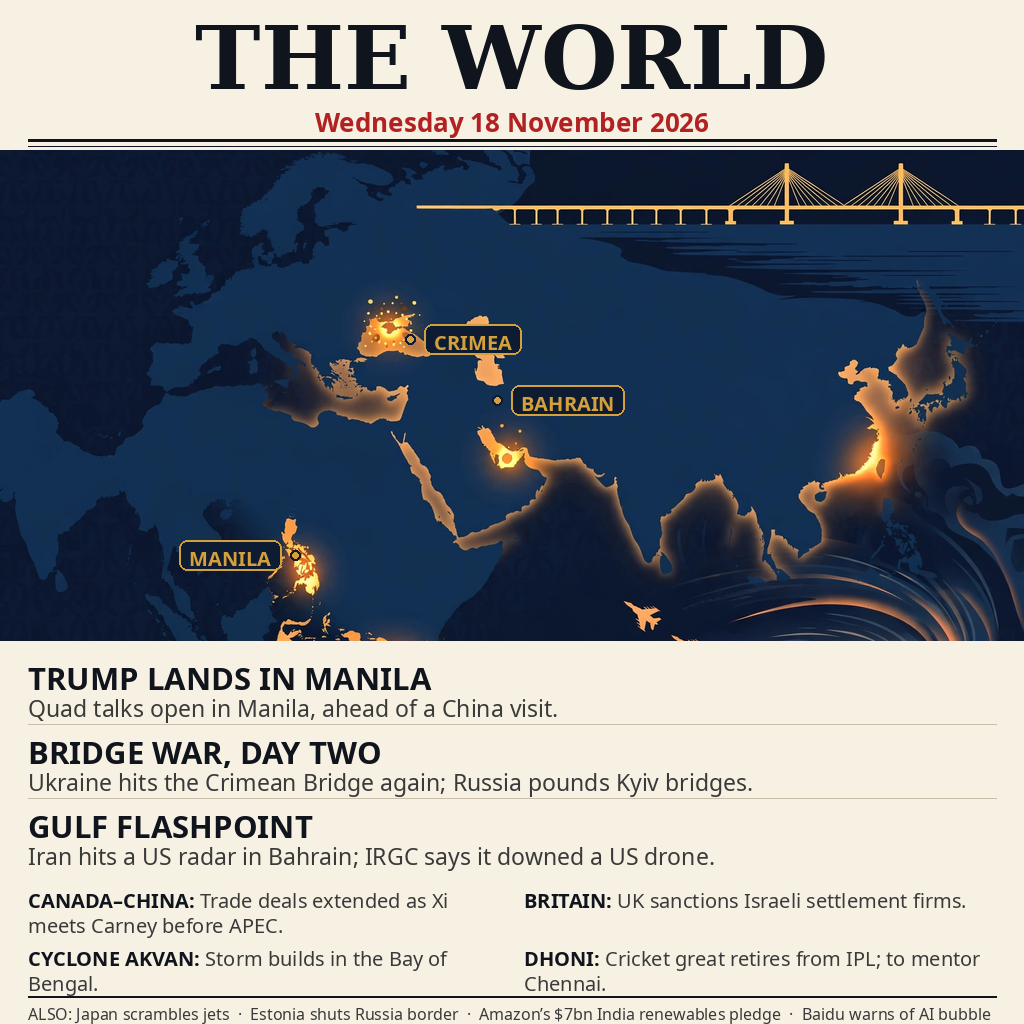 THE WORLD
Wednesday 18 November 2026
CRIMEA
BAHRAIN
MANILA
TRUMP LANDS IN MANILA
Quad talks open in Manila, ahead of a China visit.
BRIDGE WAR, DAY TWO
Ukraine hits the Crimean Bridge again; Russia pounds Kyiv bridges.
GULF FLASHPOINT
Iran hits a US radar in Bahrain; IRGC says it downed a US drone.
CANADA–CHINA: Trade deals extended as Xi
meets Carney before APEC.
BRITAIN: UK sanctions Israeli settlement firms.
CYCLONE AKVAN: Storm builds in the Bay of
Bengal.
DHONI: Cricket great retires from IPL; to mentor
Chennai.
ALSO: Japan scrambles jets · Estonia shuts Russia border · Amazon’s $7bn India renewables pledge · Baidu warns of AI bubble